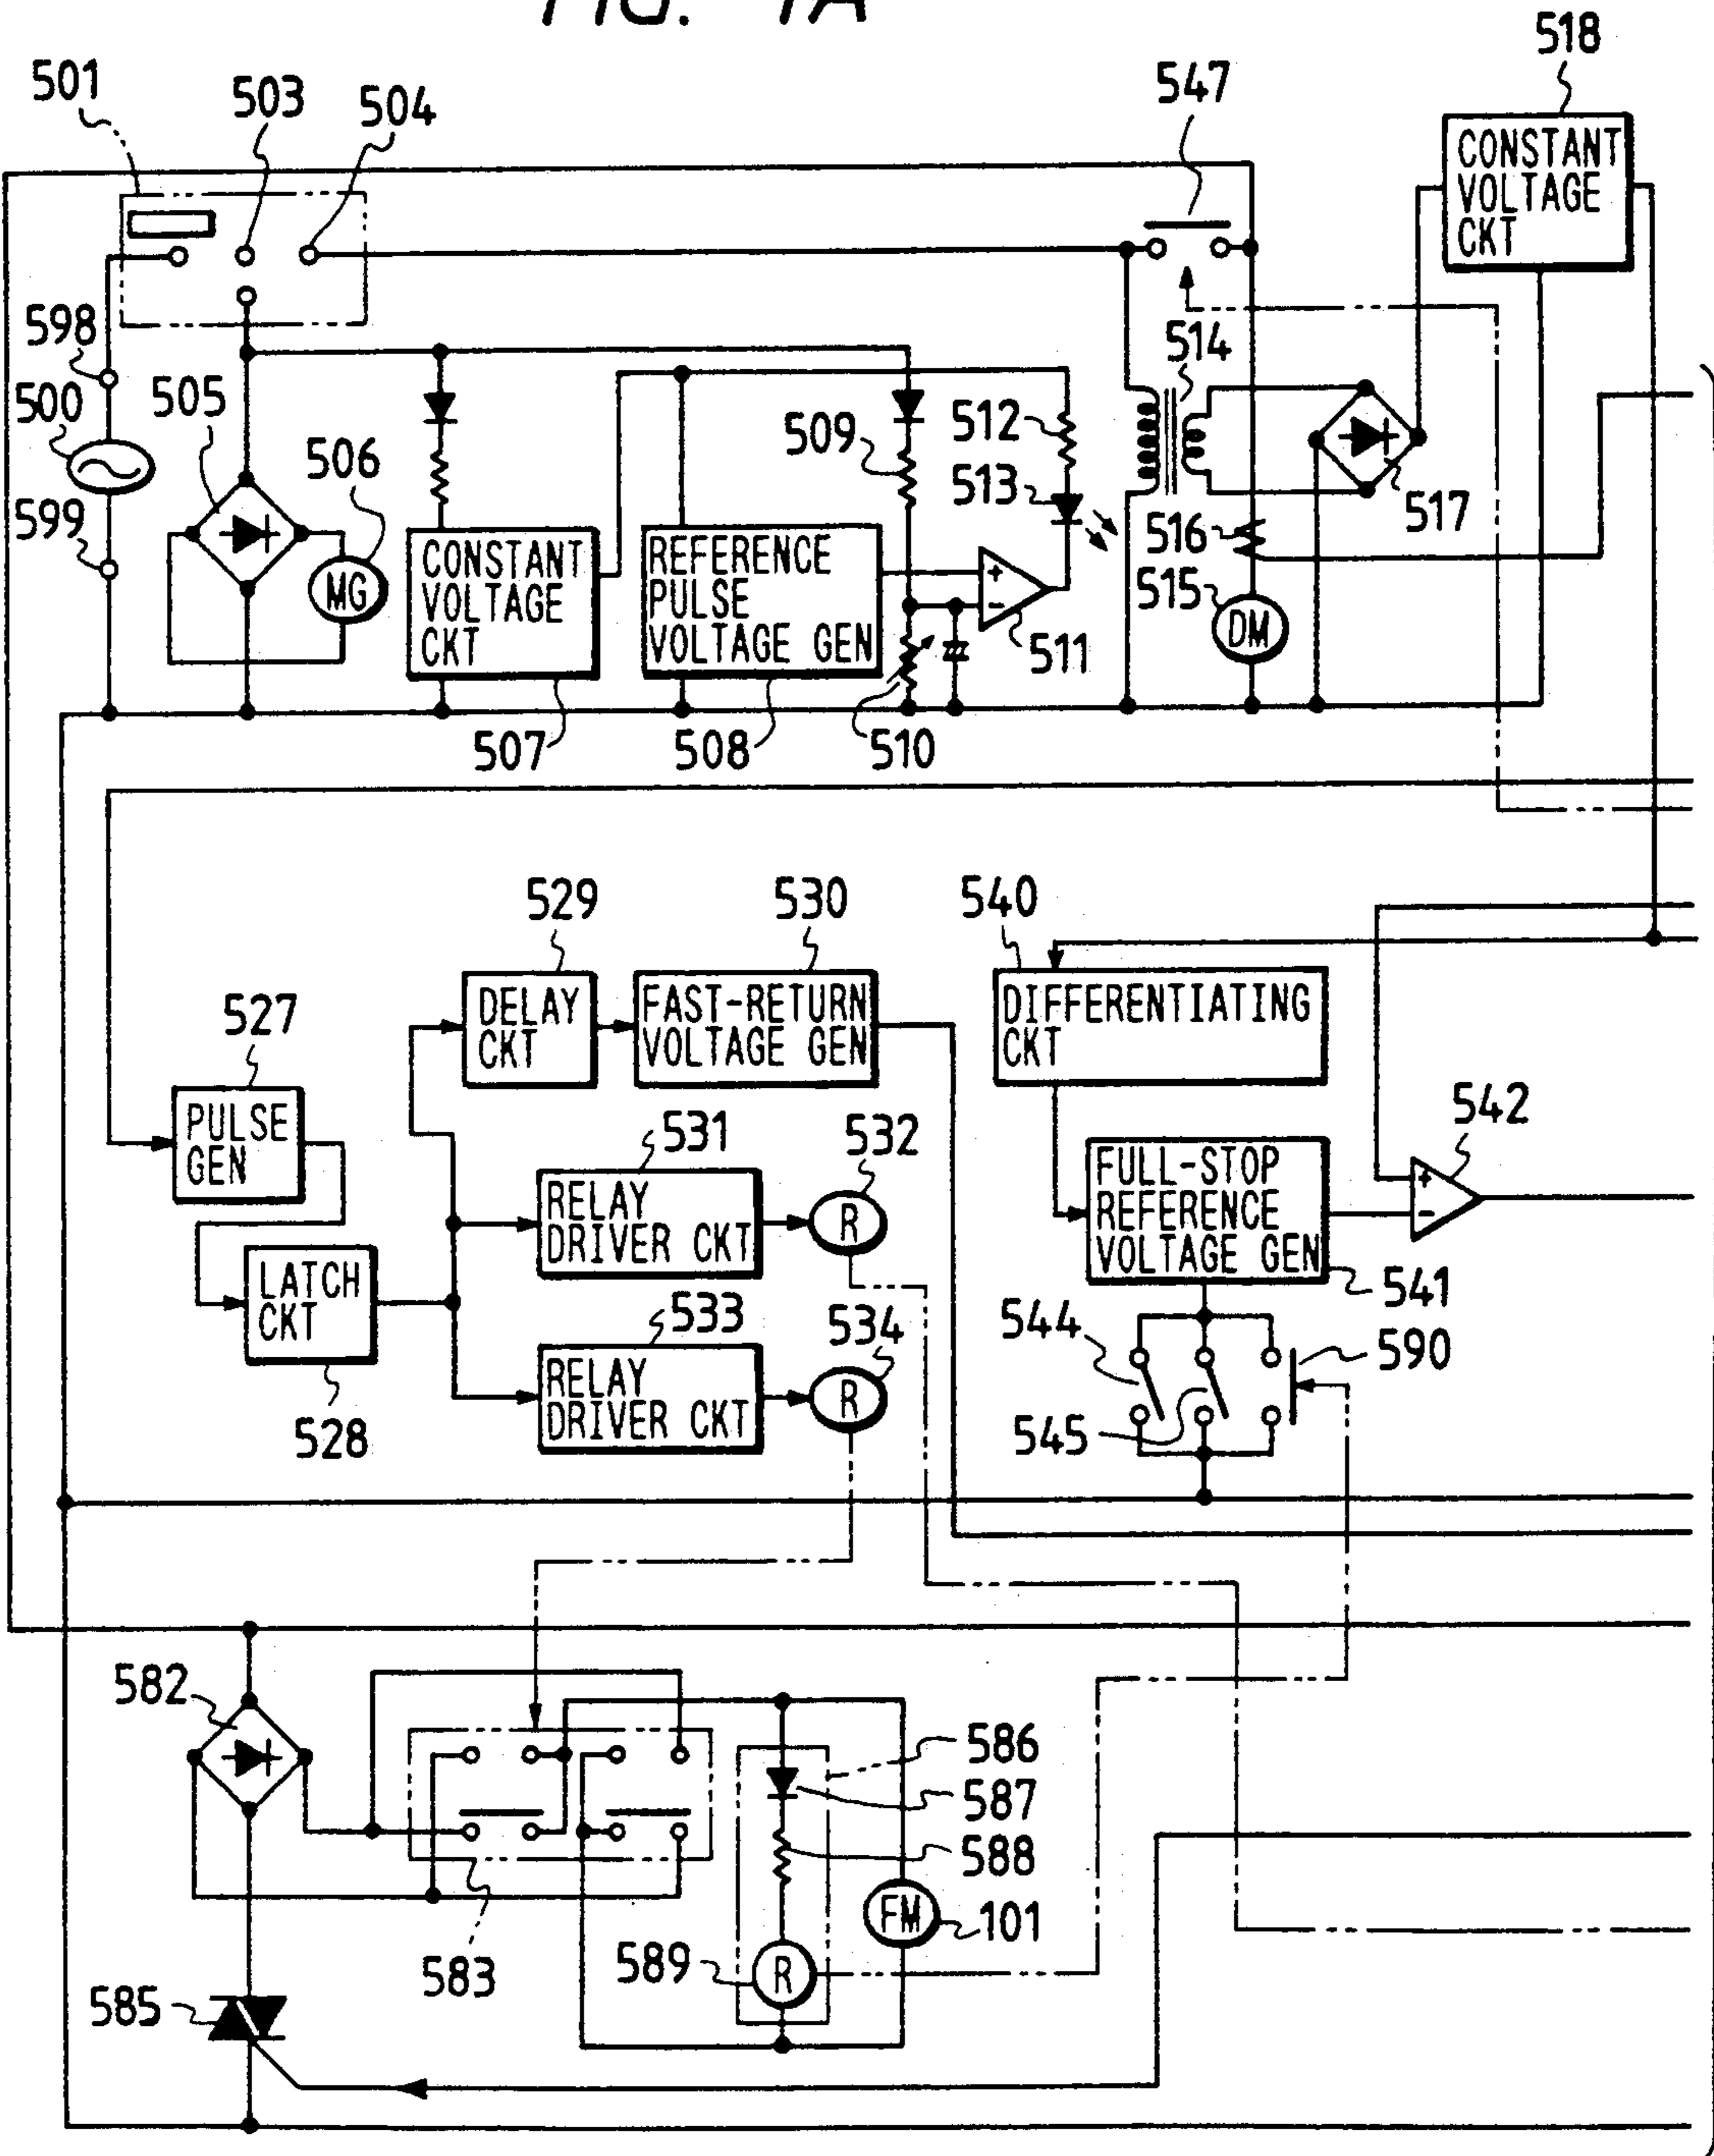 FIG. 4A
518
547
501
503
504
CONSTANT
VOLTAGE
CKT
598
514
500
505
506
509
512
513
517
599
516
MG
CONSTANT
VOLTAGE
CKT
REFERENCE
PULSE
VOLTAGE GEN
+
-
511
515
DM
507
508
510
529
530
540
527
DELAY
CKT
FAST-RETURN
VOLTAGE GEN
DIFFERENTIATING
CKT
PULSE
GEN
531
532
542
RELAY
DRIVER CKT
R
FULL-STOP
REFERENCE
VOLTAGE GEN
+
-
LATCH
CKT
541
533
534
544
590
528
RELAY
DRIVER CKT
R
545
582
586
587
588
583
589
R
FM
101
585